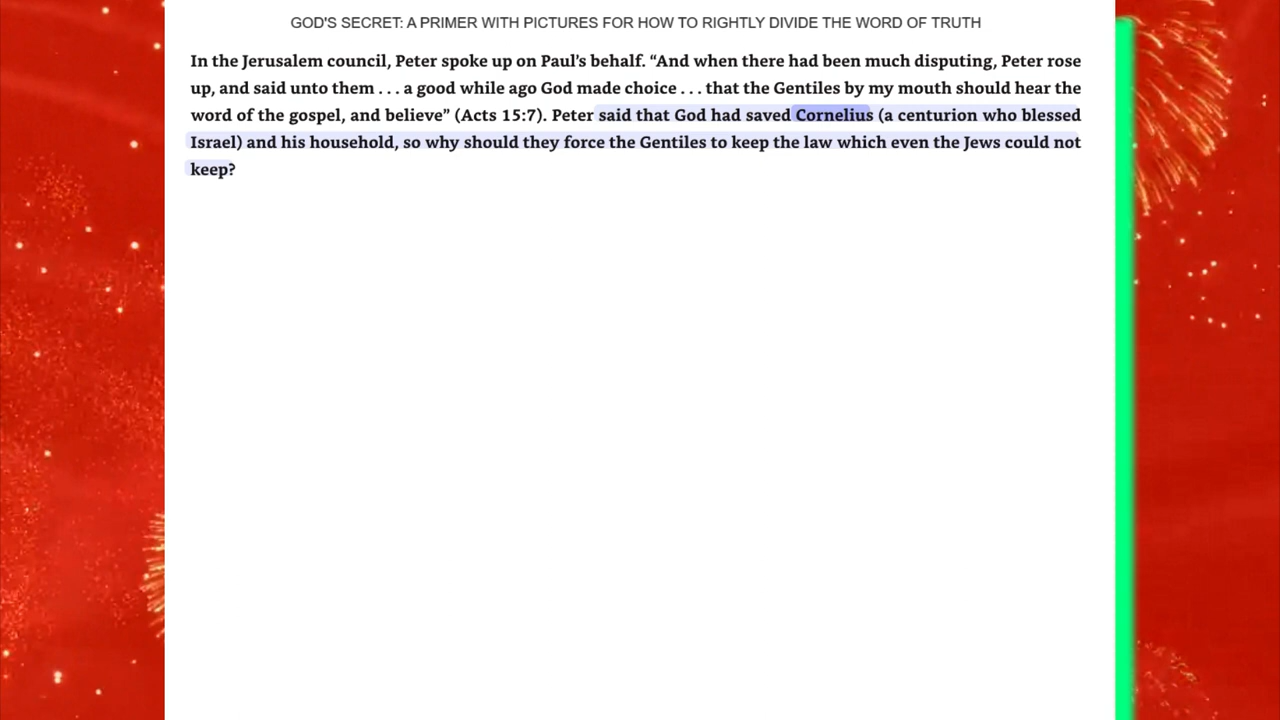 GOD'S SECRET: A PRIMER WITH PICTURES FOR HOW TO RIGHTLY DIVIDE THE WORD OF TRUTH
In the Jerusalem council, Peter spoke up on Paul’s behalf. “And when there had been much disputing, Peter rose
up, and said unto them . . . a good while ago God made choice . . . that the Gentiles by my mouth should hear the
word of the gospel, and believe” (Acts 15:7). Peter said that God had saved Cornelius (a centurion who blessed
Israel) and his household, so why should they force the Gentiles to keep the law which even the Jews could not
keep?